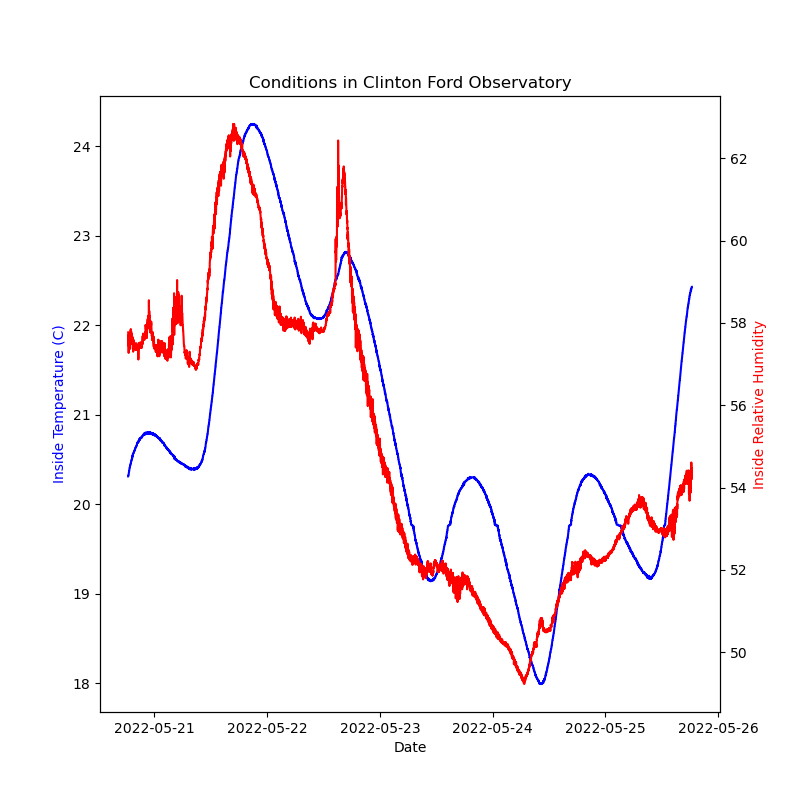 Conditions in Clinton Ford Observatory
24
23
22
21
20
19
18
Inside Temperature (C)
62
60
58
56
54
52
50
Inside Relative Humidity
2022-05-21 2022-05-22 2022-05-23 2022-05-24 2022-05-25 2022-05-26
Date